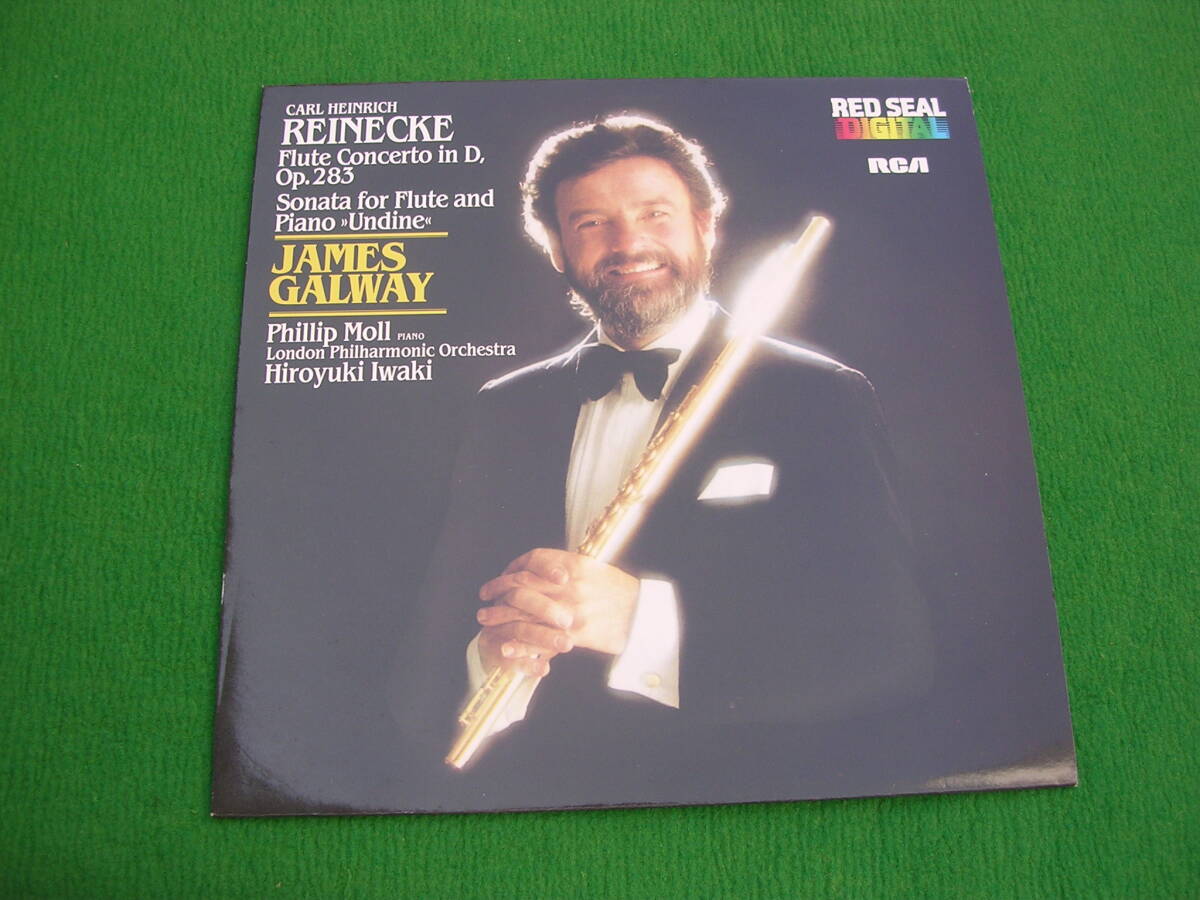 CARL HEINRICH
REINECKE
Flute Concerto in D,
Op. 283
Sonata for Flute and
Piano »Undine«
JAMES
GALWAY
Phillip Moll PIANO
London Philharmonic Orchestra
Hiroyuki Iwaki
RED SEAL
DIGITAL
RCA